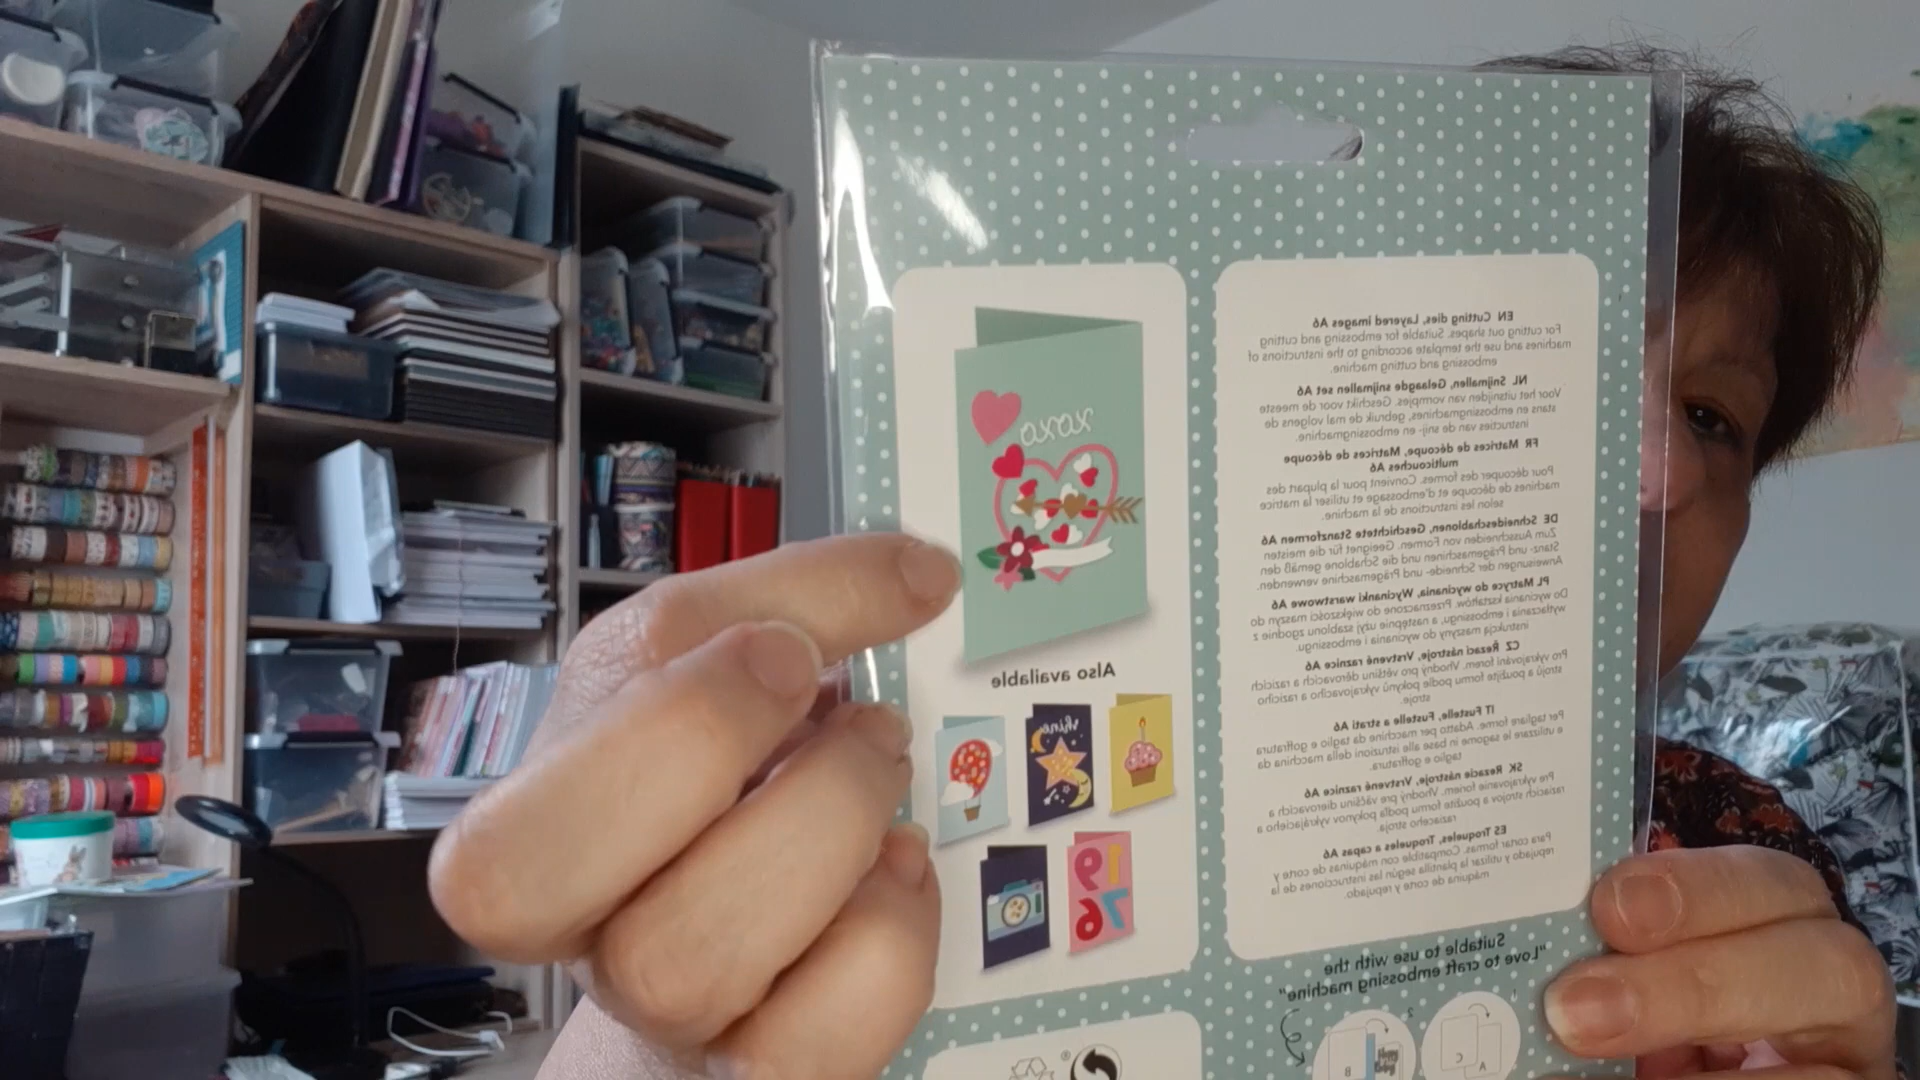 xoxo
Also available
shine
19
76
EN Cutting dies, Layered images A6
For cutting out shapes. Suitable for embossing and cutting
machines and use the template according to the instructions of
embossing and cutting machine.
NL Snijmallen, Gelaagde snijmallen set A6
Voor het uitsnijden van vormpjes. Geschikt voor de meeste
stans en embossingmachines, gebruik de mal volgens de
instructies van de snij- en embossingmachine.
FR Matrices de découpe, Matrices de découpe
multicouches A6
Pour découper des formes. Convient pour la plupart des
machines de découpe et d'embossage et utiliser la matrice
selon les instructions de la machine.
DE Schneideschablonen, Geschichtete Stanzformen A6
Zum Ausschneiden von Formen. Geeignet für die meisten
Stanz- und Prägemaschinen und die Schablone gemäß den
Anweisungen der Schneide- und Prägemaschine verwenden.
PL Matryce do wycinania, Wycinanki warstwowe A6
Do wycinania kształtów. Przeznaczone do większości maszyn do
wytłaczania i embossingu, a następnie użyj szablonu zgodnie z
instrukcją maszyny do wycinania i embossingu.
CZ Řezací nástroje, Vrstvené raznice A6
Pro vykrajování forem. Vhodný pro většinu děrovacích a razicích
strojů a použijte formu podle pokynů vykrajovacího a razicího
stroje.
IT Fustelle, Fustelle a strati A6
Per tagliare forme. Adatto per macchine da taglio e goffratura
e utilizzare le sagome in base alle istruzioni della macchina da
taglio e goffratura.
SK Rezacie nástroje, Vrstvené raznice A6
Pre vykrajovanie foriem. Vhodný pre väčšinu dierovacích a
raziacich strojov a použite formu podľa pokynov vykrajacieho a
raziaceho stroja.
ES Troqueles, Troqueles a capas A6
Para cortar formas. Compatible con máquinas de corte y
repujado y utilizar la plantilla según las instrucciones de la
máquina de corte y repujado.
Suitable to use with the
"Love to craft embossing machine"
1
2
A
C
B
Happy
®